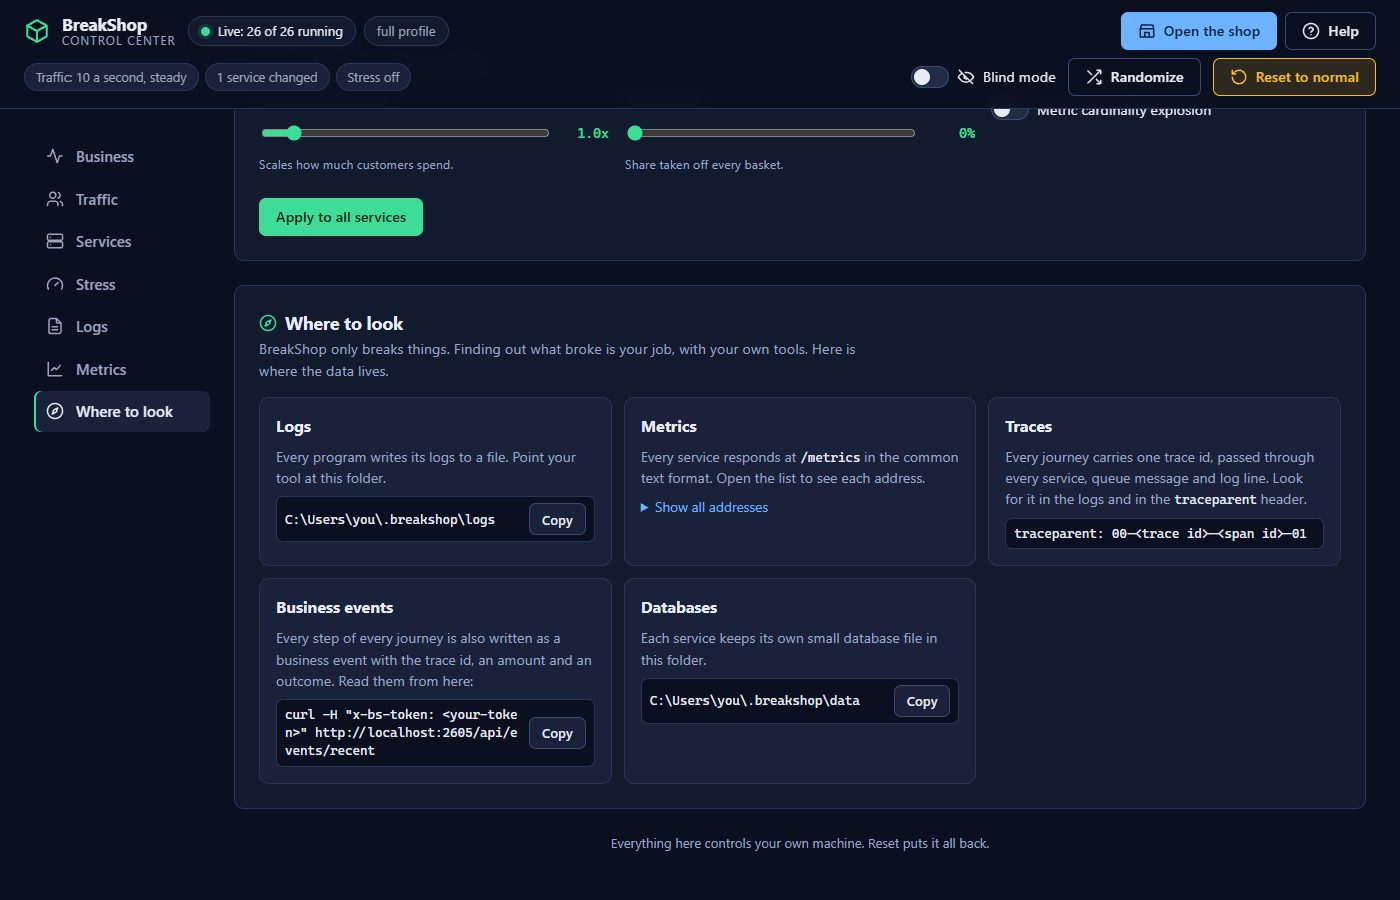 BreakShop
CONTROL CENTER
Live: 26 of 26 running
full profile
Open the shop
Help
Traffic: 10 a second, steady
1 service changed
Stress off
Blind mode
Randomize
Reset to normal
Business
Traffic
Services
Stress
Logs
Metrics
Where to look
Metric cardinality explosion
1.0x
0%
Scales how much customers spend.
Share taken off every basket.
Apply to all services
Where to look
BreakShop only breaks things. Finding out what broke is your job, with your own tools. Here is
where the data lives.
Logs
Every program writes its logs to a file. Point your
tool at this folder.
C:\Users\you\.breakshop\logs
Copy
Metrics
Every service responds at /metrics in the common
text format. Open the list to see each address.
Show all addresses
Traces
Every journey carries one trace id, passed through
every service, queue message and log line. Look
for it in the logs and in the traceparent header.
traceparent: 00-<trace id>-<span id>-01
Business events
Every step of every journey is also written as a
business event with the trace id, an amount and an
outcome. Read them from here:
curl -H "x-bs-token: <your-toke
n>" http://localhost:2605/api/e
vents/recent
Copy
Databases
Each service keeps its own small database file in
this folder.
C:\Users\you\.breakshop\data
Copy
Everything here controls your own machine. Reset puts it all back.